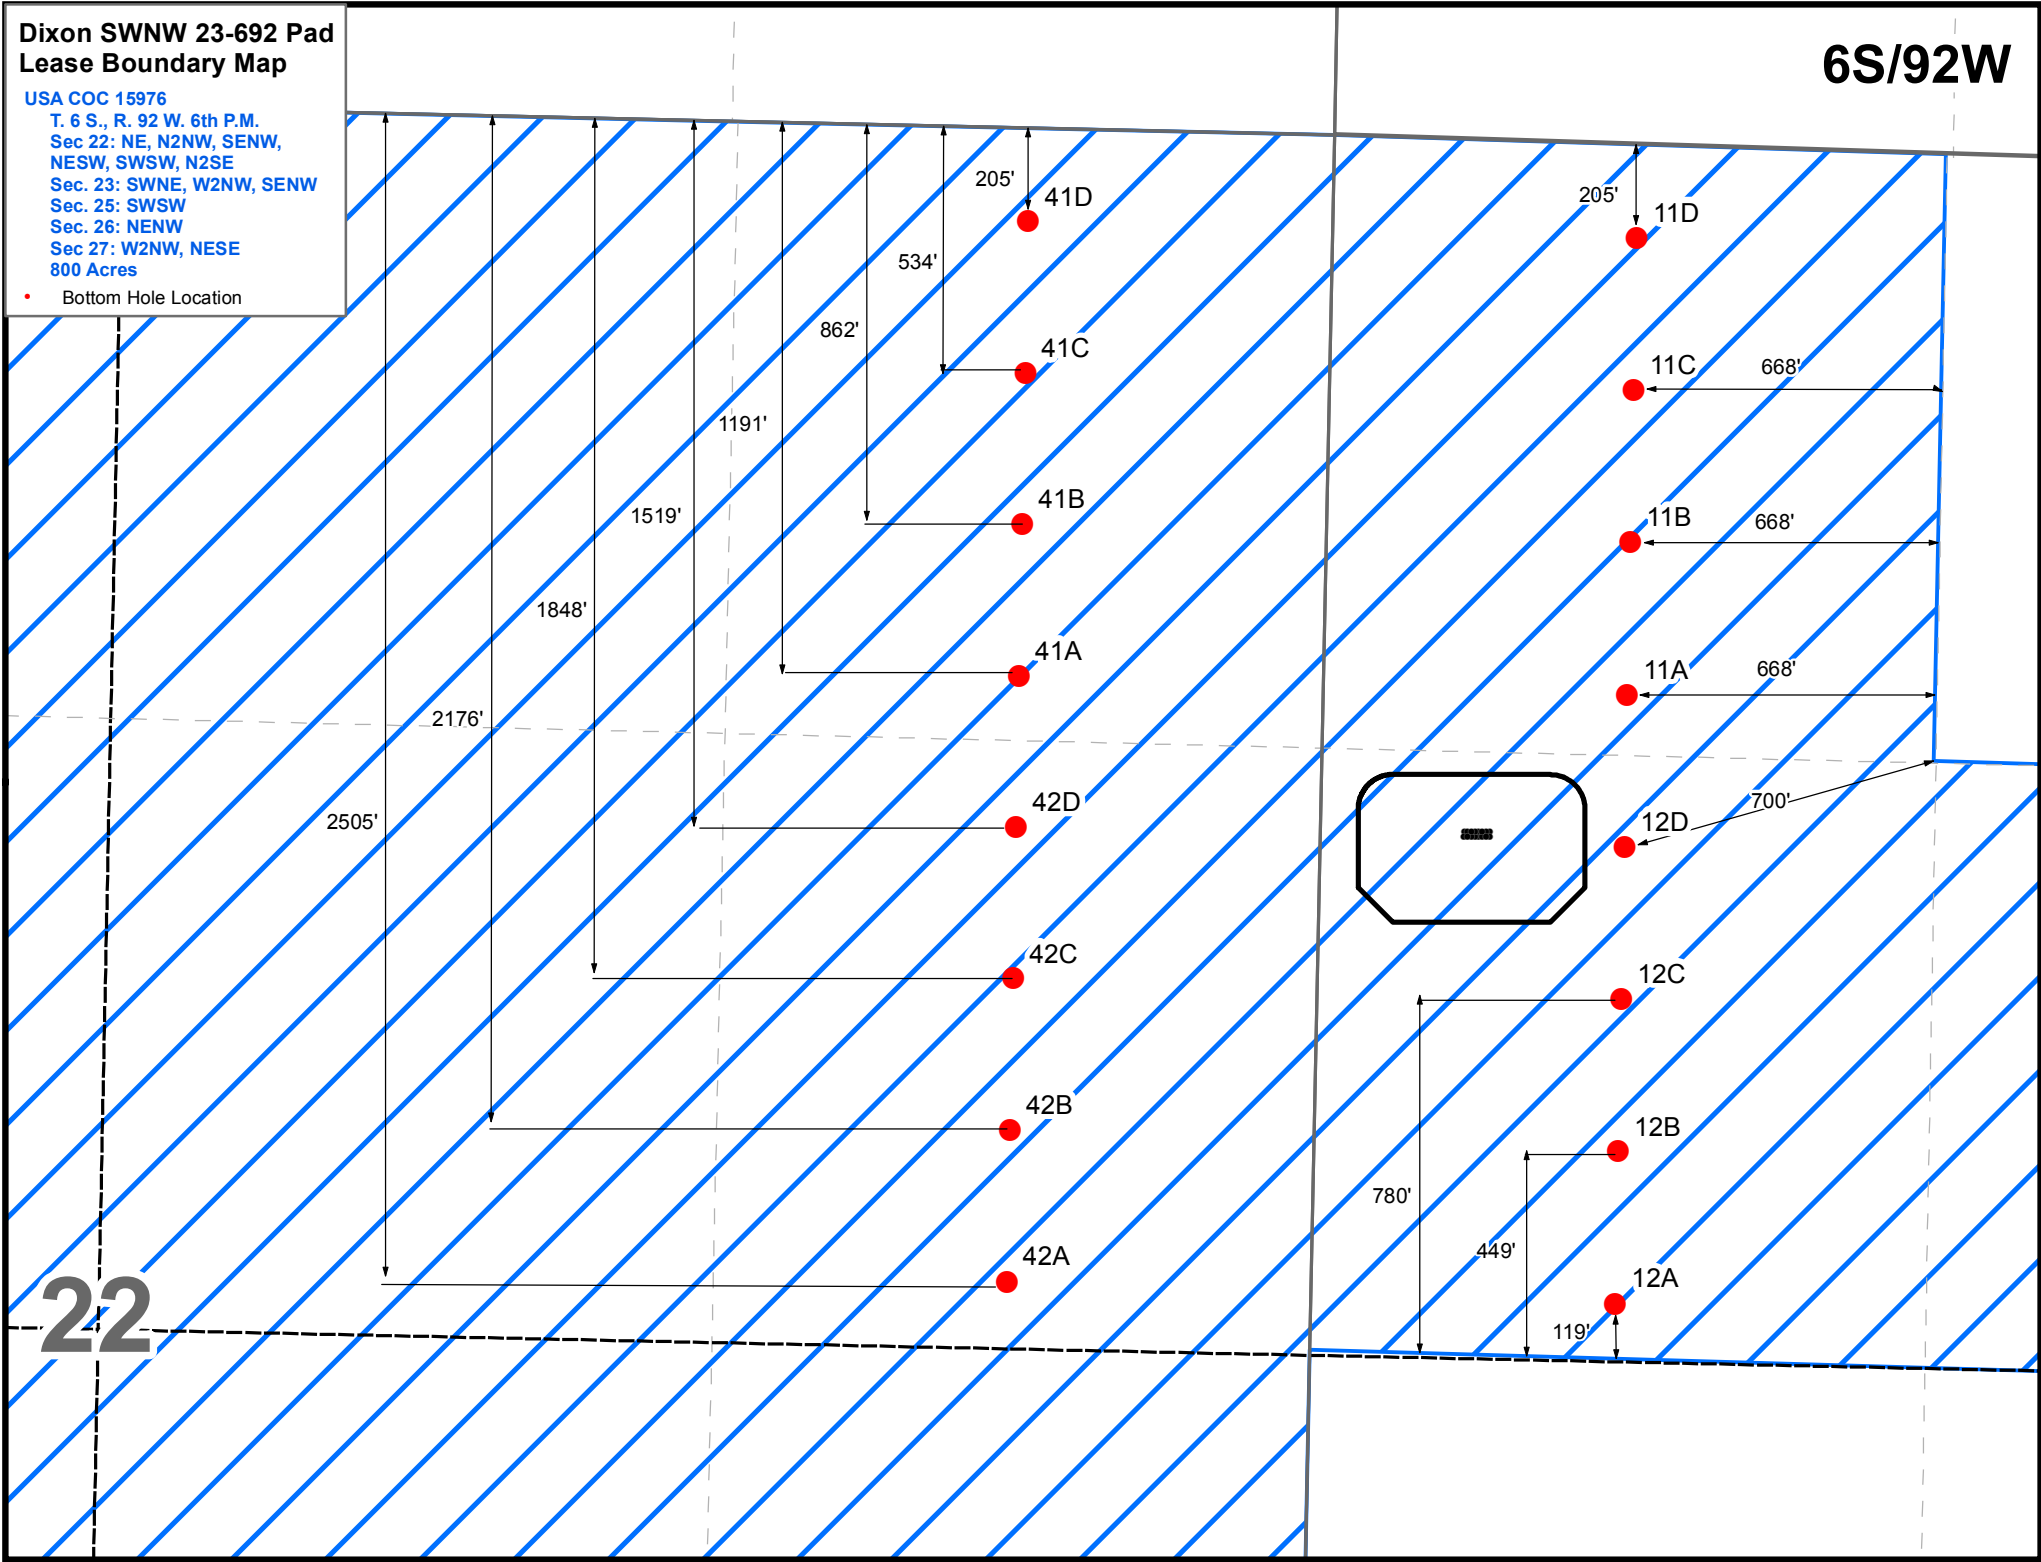 Dixon SWNW 23-692 Pad
Lease Boundary Map
USA COC 15976
T. 6 S., R. 92 W. 6th P.M.
Sec 22: NE, N2NW, SENW,
NESW, SWSW, N2SE
Sec. 23: SWNE, W2NW, SENW
Sec. 25: SWSW
Sec. 26: NENW
Sec 27: W2NW, NESE
800 Acres
Bottom Hole Location
6S/92W
205'
41D
205'
11D
534'
862'
41C
11C
668'
1191'
41B
1519'
11B
668'
1848'
41A
11A
668'
2176'
2505'
42D
700'
12D
42C
12C
42B
12B
780'
449'
42A
12A
22
119'